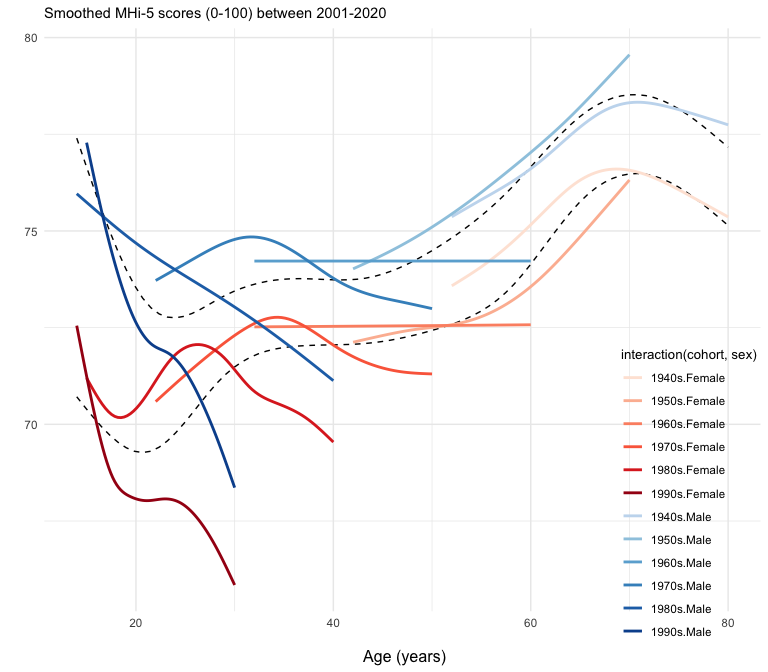 Smoothed MHi-5 scores (0-100) between 2001-2020
80
75
70
interaction(cohort, sex)
1940s.Female
1950s.Female
1960s.Female
1970s.Female
1980s.Female
1990s.Female
1940s.Male
1950s.Male
1960s.Male
1970s.Male
1980s.Male
1990s.Male
20 40 60 80
Age (years)